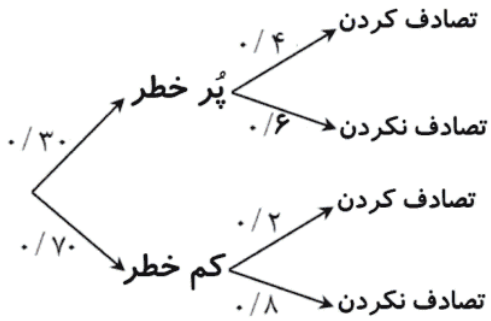 تصادف کردن
۰/۴
پُر خطر
۰/۶
تصادف نکردن
۰/۳۰
تصادف کردن
۰/۲
۰/۷۰
کم خطر
۰/۸
تصادف نکردن